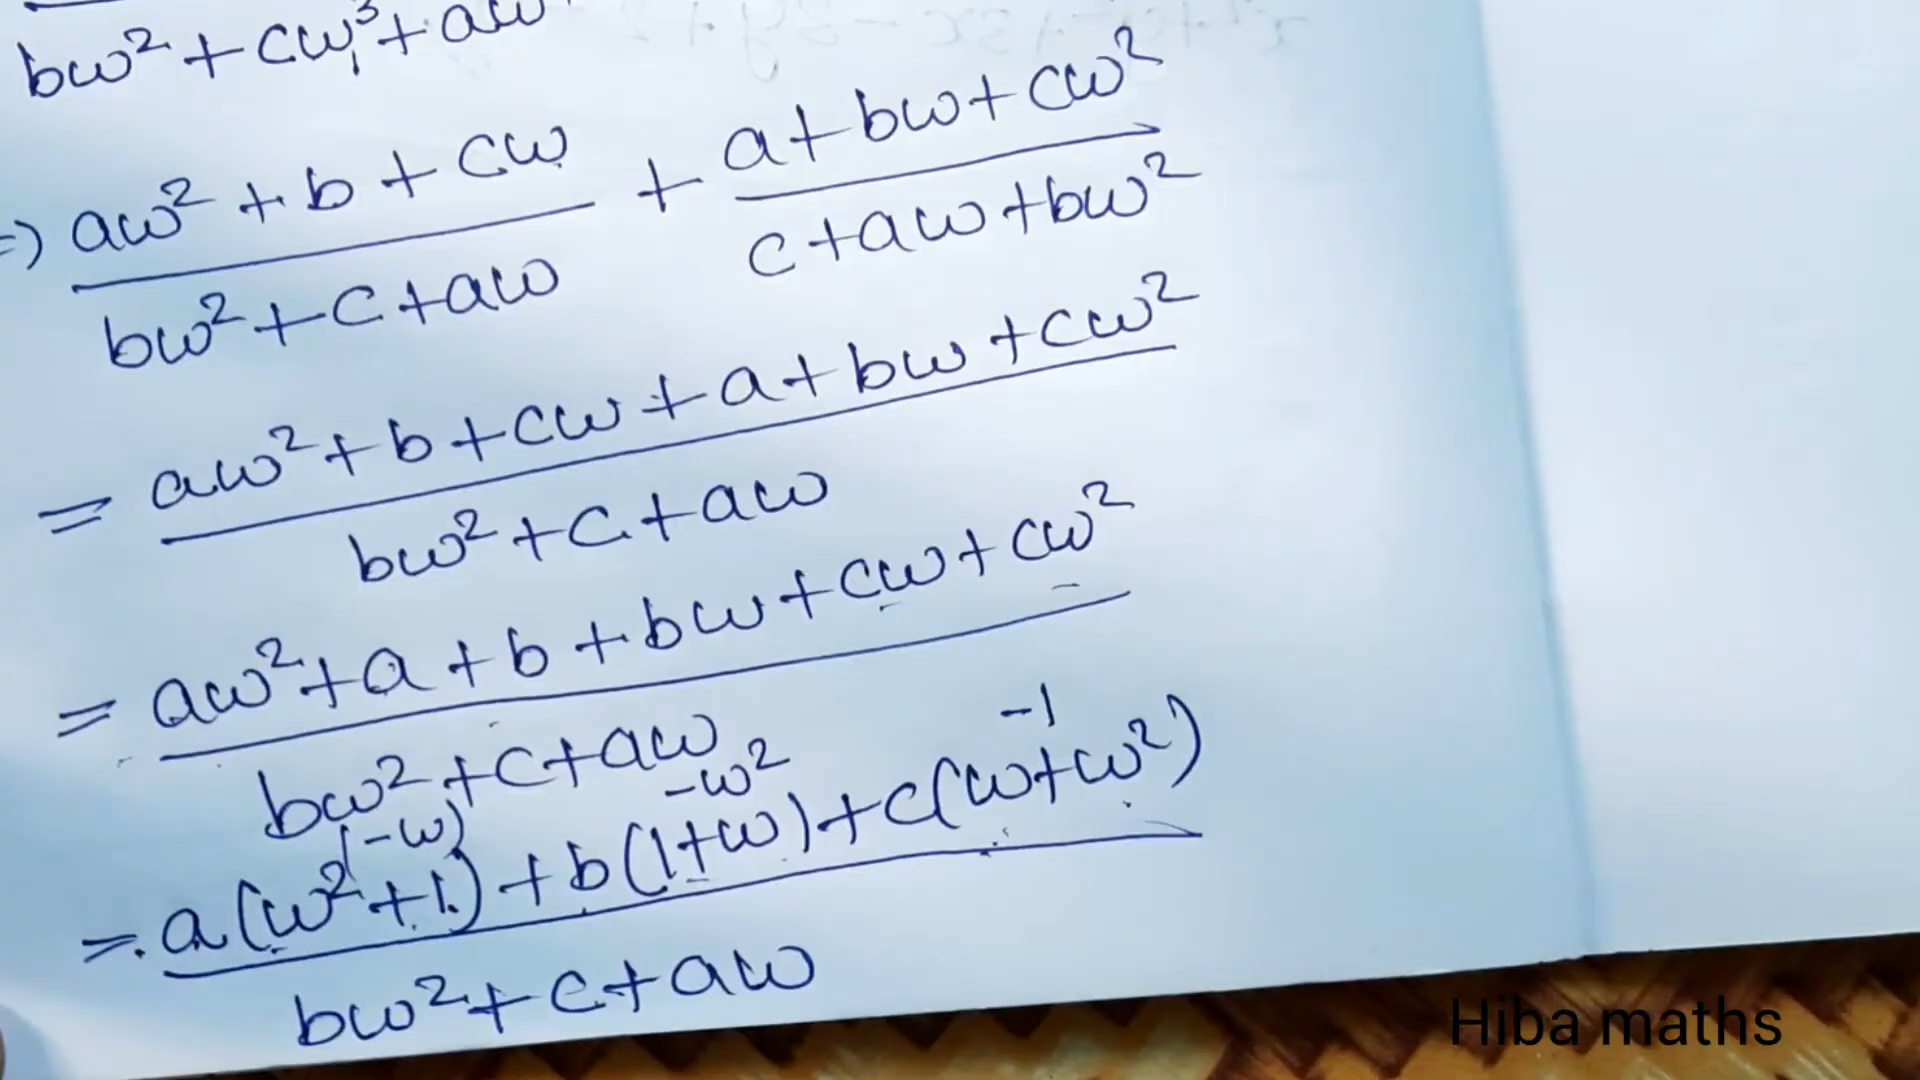 bω² + cω³ + aω
=) aω² + b + cω / bω² + c + aω + a + bω + cω² / c + aω + bω²
= aω² + b + cω + a + bω + cω²
bω² + c + aω
= aω² + a + b + bω + cω + cω²
bω² + c + aω
(-ω) -ω² -1
= a(ω² + 1) + b(1 + ω) + c(ω + ω²)
bω² + c + aω
Hiba maths